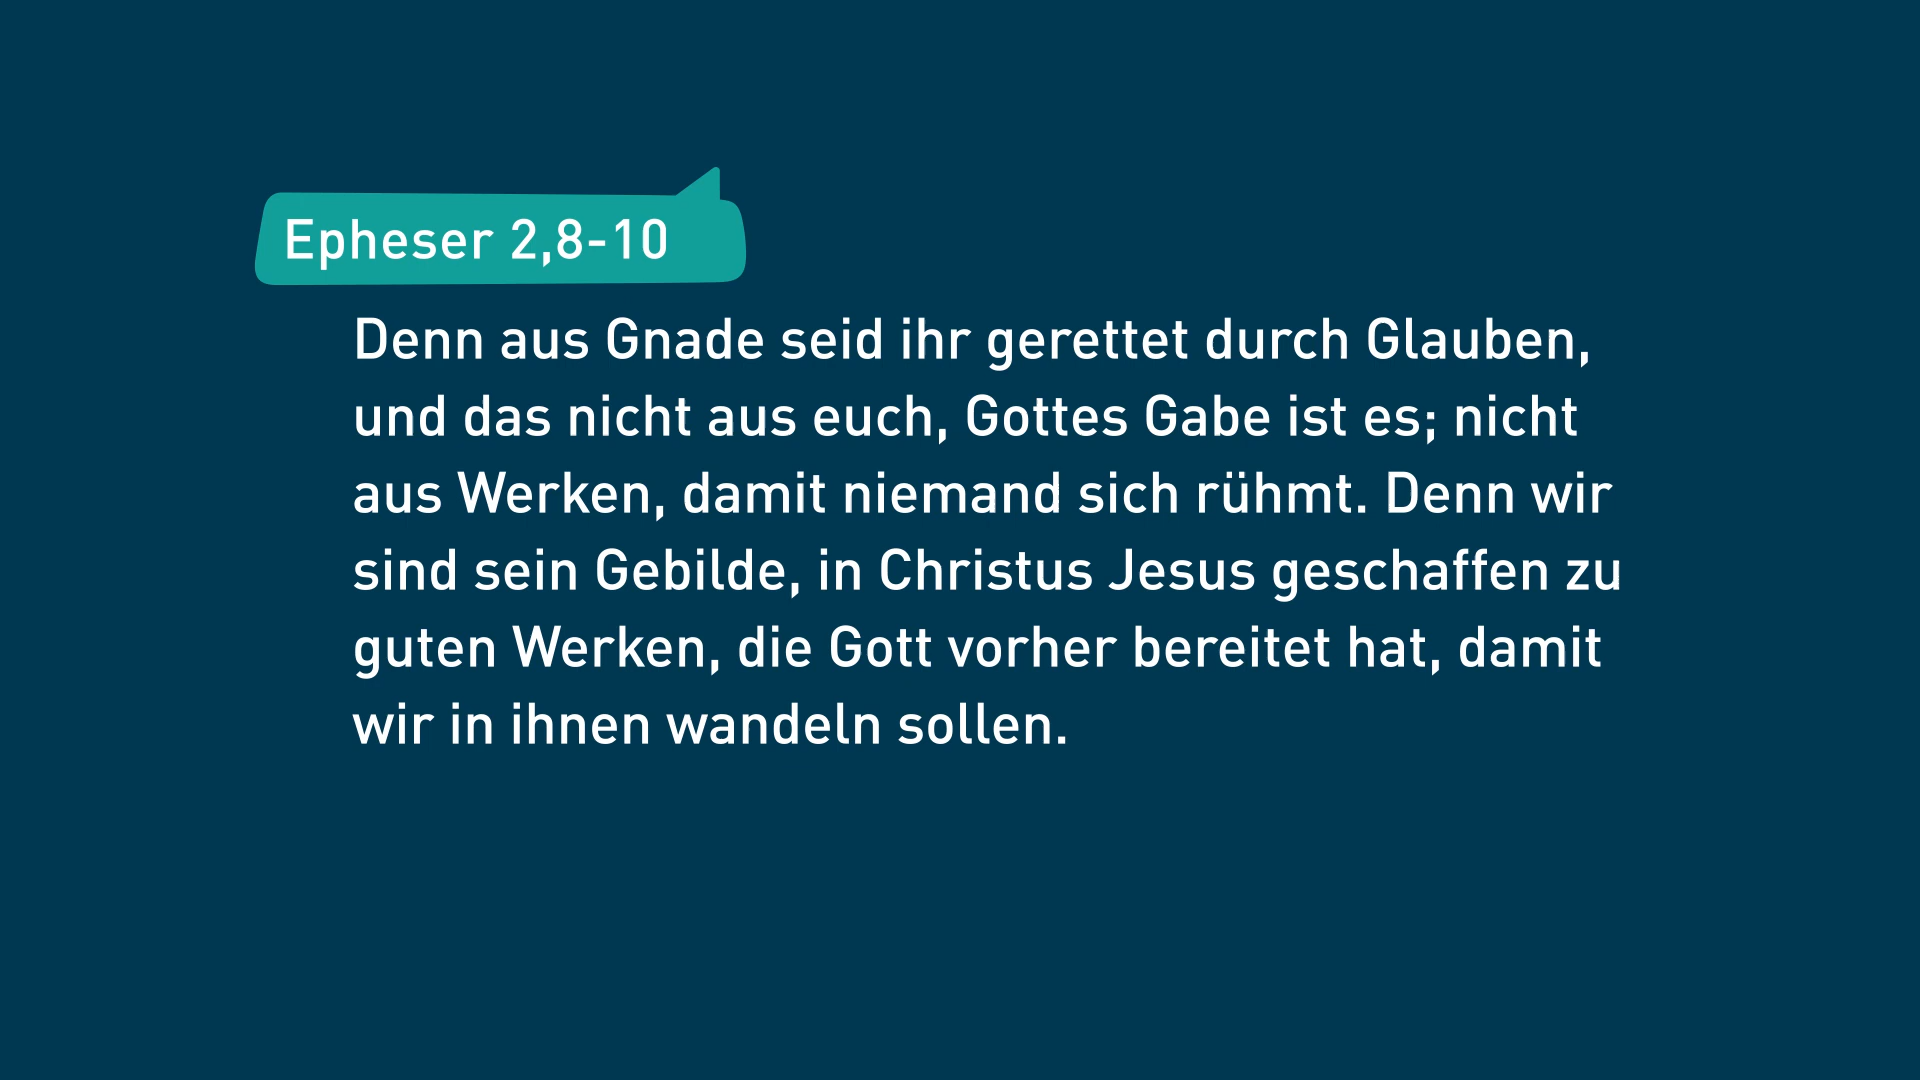 Epheser 2,8-10
Denn aus Gnade seid ihr gerettet durch Glauben,
und das nicht aus euch, Gottes Gabe ist es; nicht
aus Werken, damit niemand sich rühmt. Denn wir
sind sein Gebilde, in Christus Jesus geschaffen zu
guten Werken, die Gott vorher bereitet hat, damit
wir in ihnen wandeln sollen.